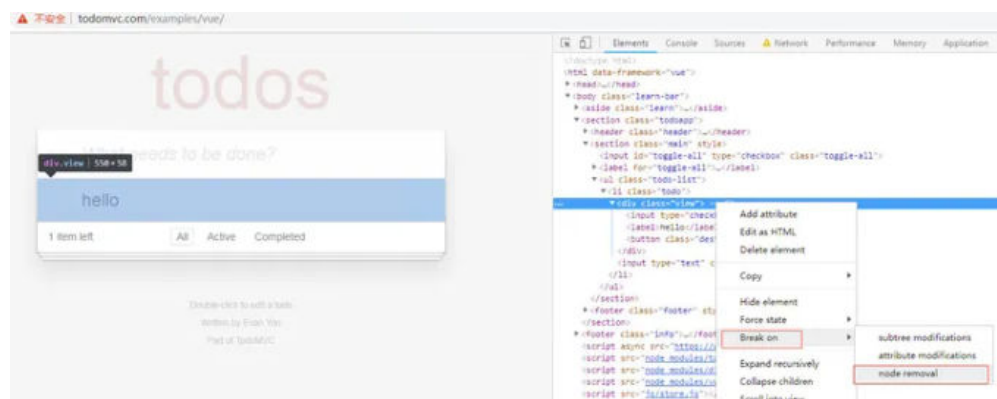 不安全 | todomvc.com/examples/vue/
todos
needs to be done?
div.view | 550×58
hello
1 item left All Active Completed
Double-click to edit a todo
Written by Evan You
Part of TodoMVC
Elements Console Sources Network Performance Memory Application
<!doctype html>
<html data-framework="vue">
<head>…</head>
<body class="learn-bar">
<aside class="learn">…</aside>
<section class="todoapp">
<header class="header">…</header>
<section class="main" style>
<input id="toggle-all" type="checkbox" class="toggle-all">
<label for="toggle-all">…</label>
<ul class="todo-list">
<li class="todo">
<div class="view">
<input type="check
<label>hello</label
<button class="des
</div>
<input type="text" c
</li>
</ul>
</section>
<footer class="footer" sty
</section>
<footer class="info">…</foot
<script async src="https://
<script src="node_modules/
<script src="node_modules/
<script src="node_modules/
<script src="js/store.js">
Add attribute
Edit as HTML
Delete element
Copy
Hide element
Force state
Break on
Expand recursively
Collapse children
Scroll into view
subtree modifications
attribute modifications
node removal